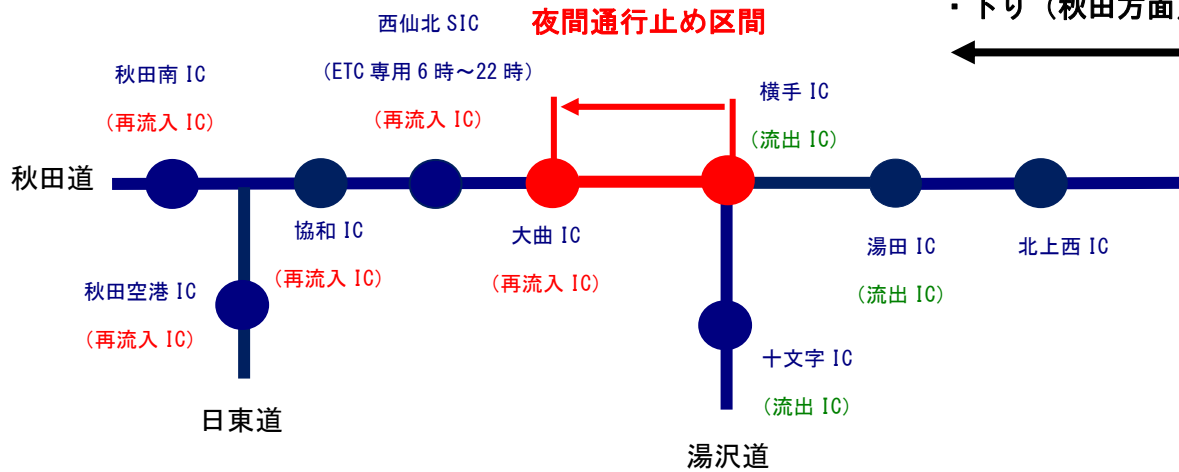 ・下り（秋田方面）
夜間通行止め区間
西仙北 SIC
（ETC 専用 6 時～22 時）
（再流入 IC）
秋田南 IC
（再流入 IC）
横手 IC
（流出 IC）
秋田道
協和 IC
（再流入 IC）
大曲 IC
（再流入 IC）
湯田 IC
（流出 IC）
北上西 IC
秋田空港 IC
（再流入 IC）
十文字 IC
（流出 IC）
日東道
湯沢道